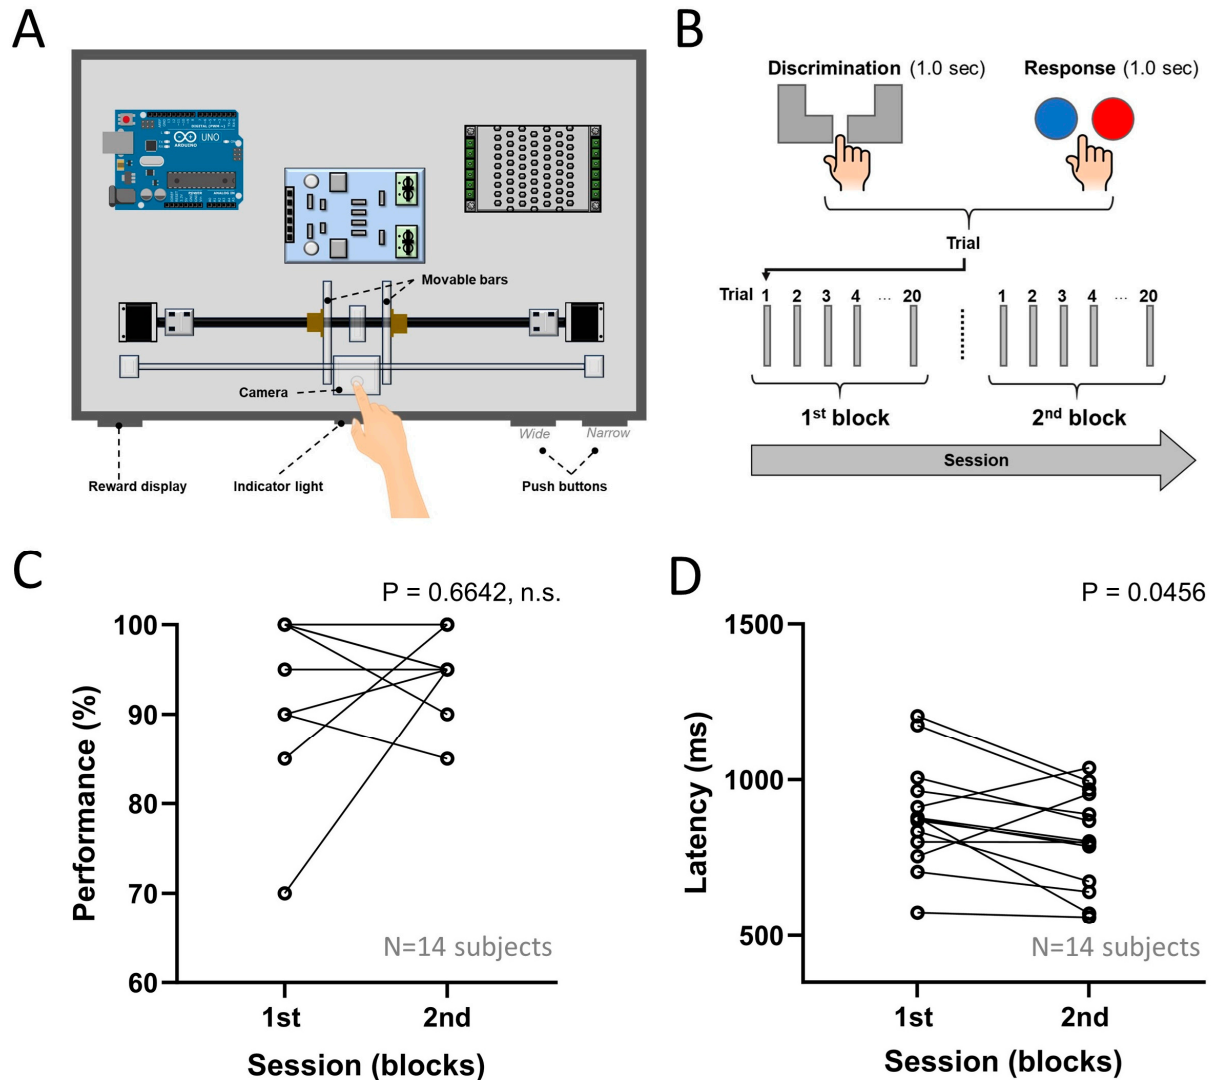 A
UNO
ARDUINO
Movable bars
Camera
Wide
Narrow
Reward display
Indicator light
Push buttons
B
Discrimination (1.0 sec)
Response (1.0 sec)
Trial
Trial 1 2 3 4 ... 20 1 2 3 4 ... 20
1st block
2nd block
Session
C
P = 0.6642, n.s.
100
90
80
70
60
Performance (%)
N=14 subjects
1st
2nd
Session (blocks)
D
P = 0.0456
1500
1000
500
Latency (ms)
N=14 subjects
1st
2nd
Session (blocks)